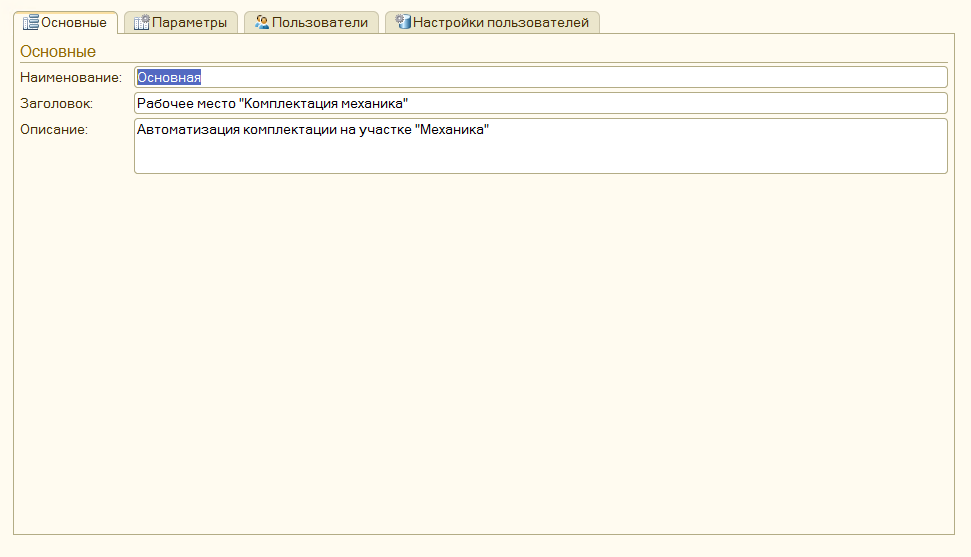 Основные Параметры Пользователи Настройки пользователей
Основные
Наименование: Основная
Заголовок: Рабочее место "Комплектация механика"
Описание: Автоматизация комплектации на участке "Механика"